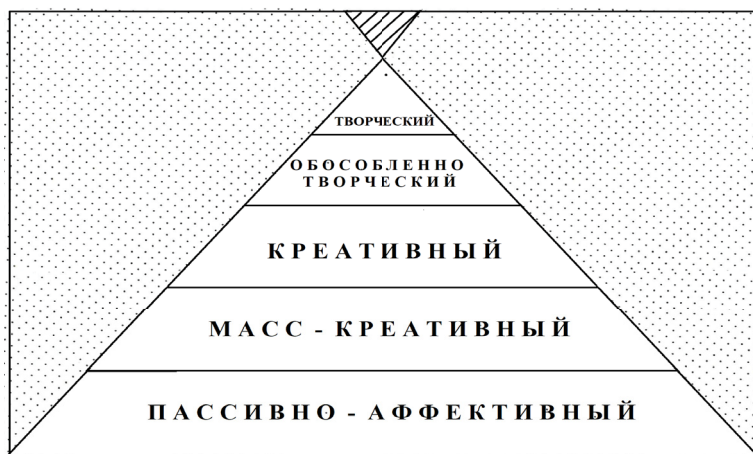 ТВОРЧЕСКИЙ
ОБОСОБЛЕННО
ТВОРЧЕСКИЙ
КРЕАТИВНЫЙ
МАСС - КРЕАТИВНЫЙ
ПАССИВНО - АФФЕКТИВНЫЙ